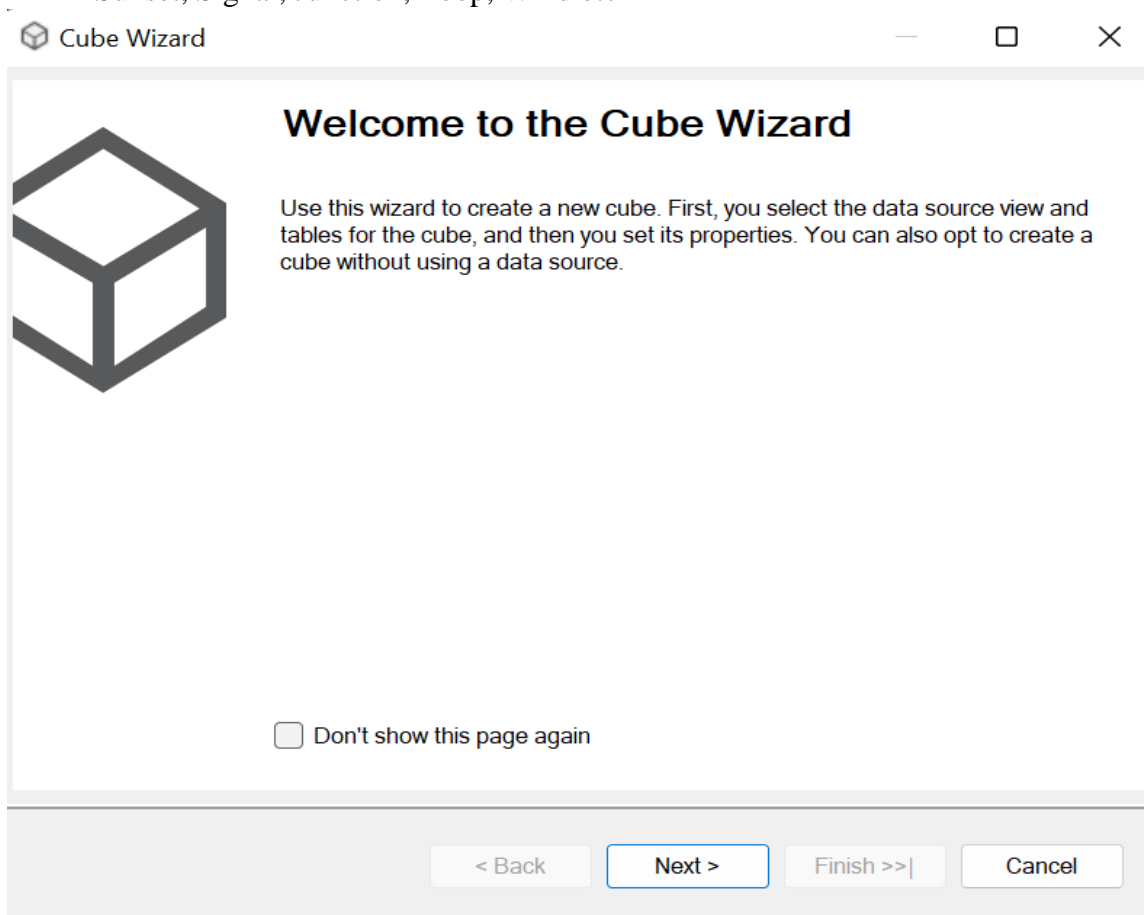 Cube Wizard
Welcome to the Cube Wizard
Use this wizard to create a new cube. First, you select the data source view and
tables for the cube, and then you set its properties. You can also opt to create a
cube without using a data source.
Don't show this page again
< Back
Next >
Finish >>|
Cancel